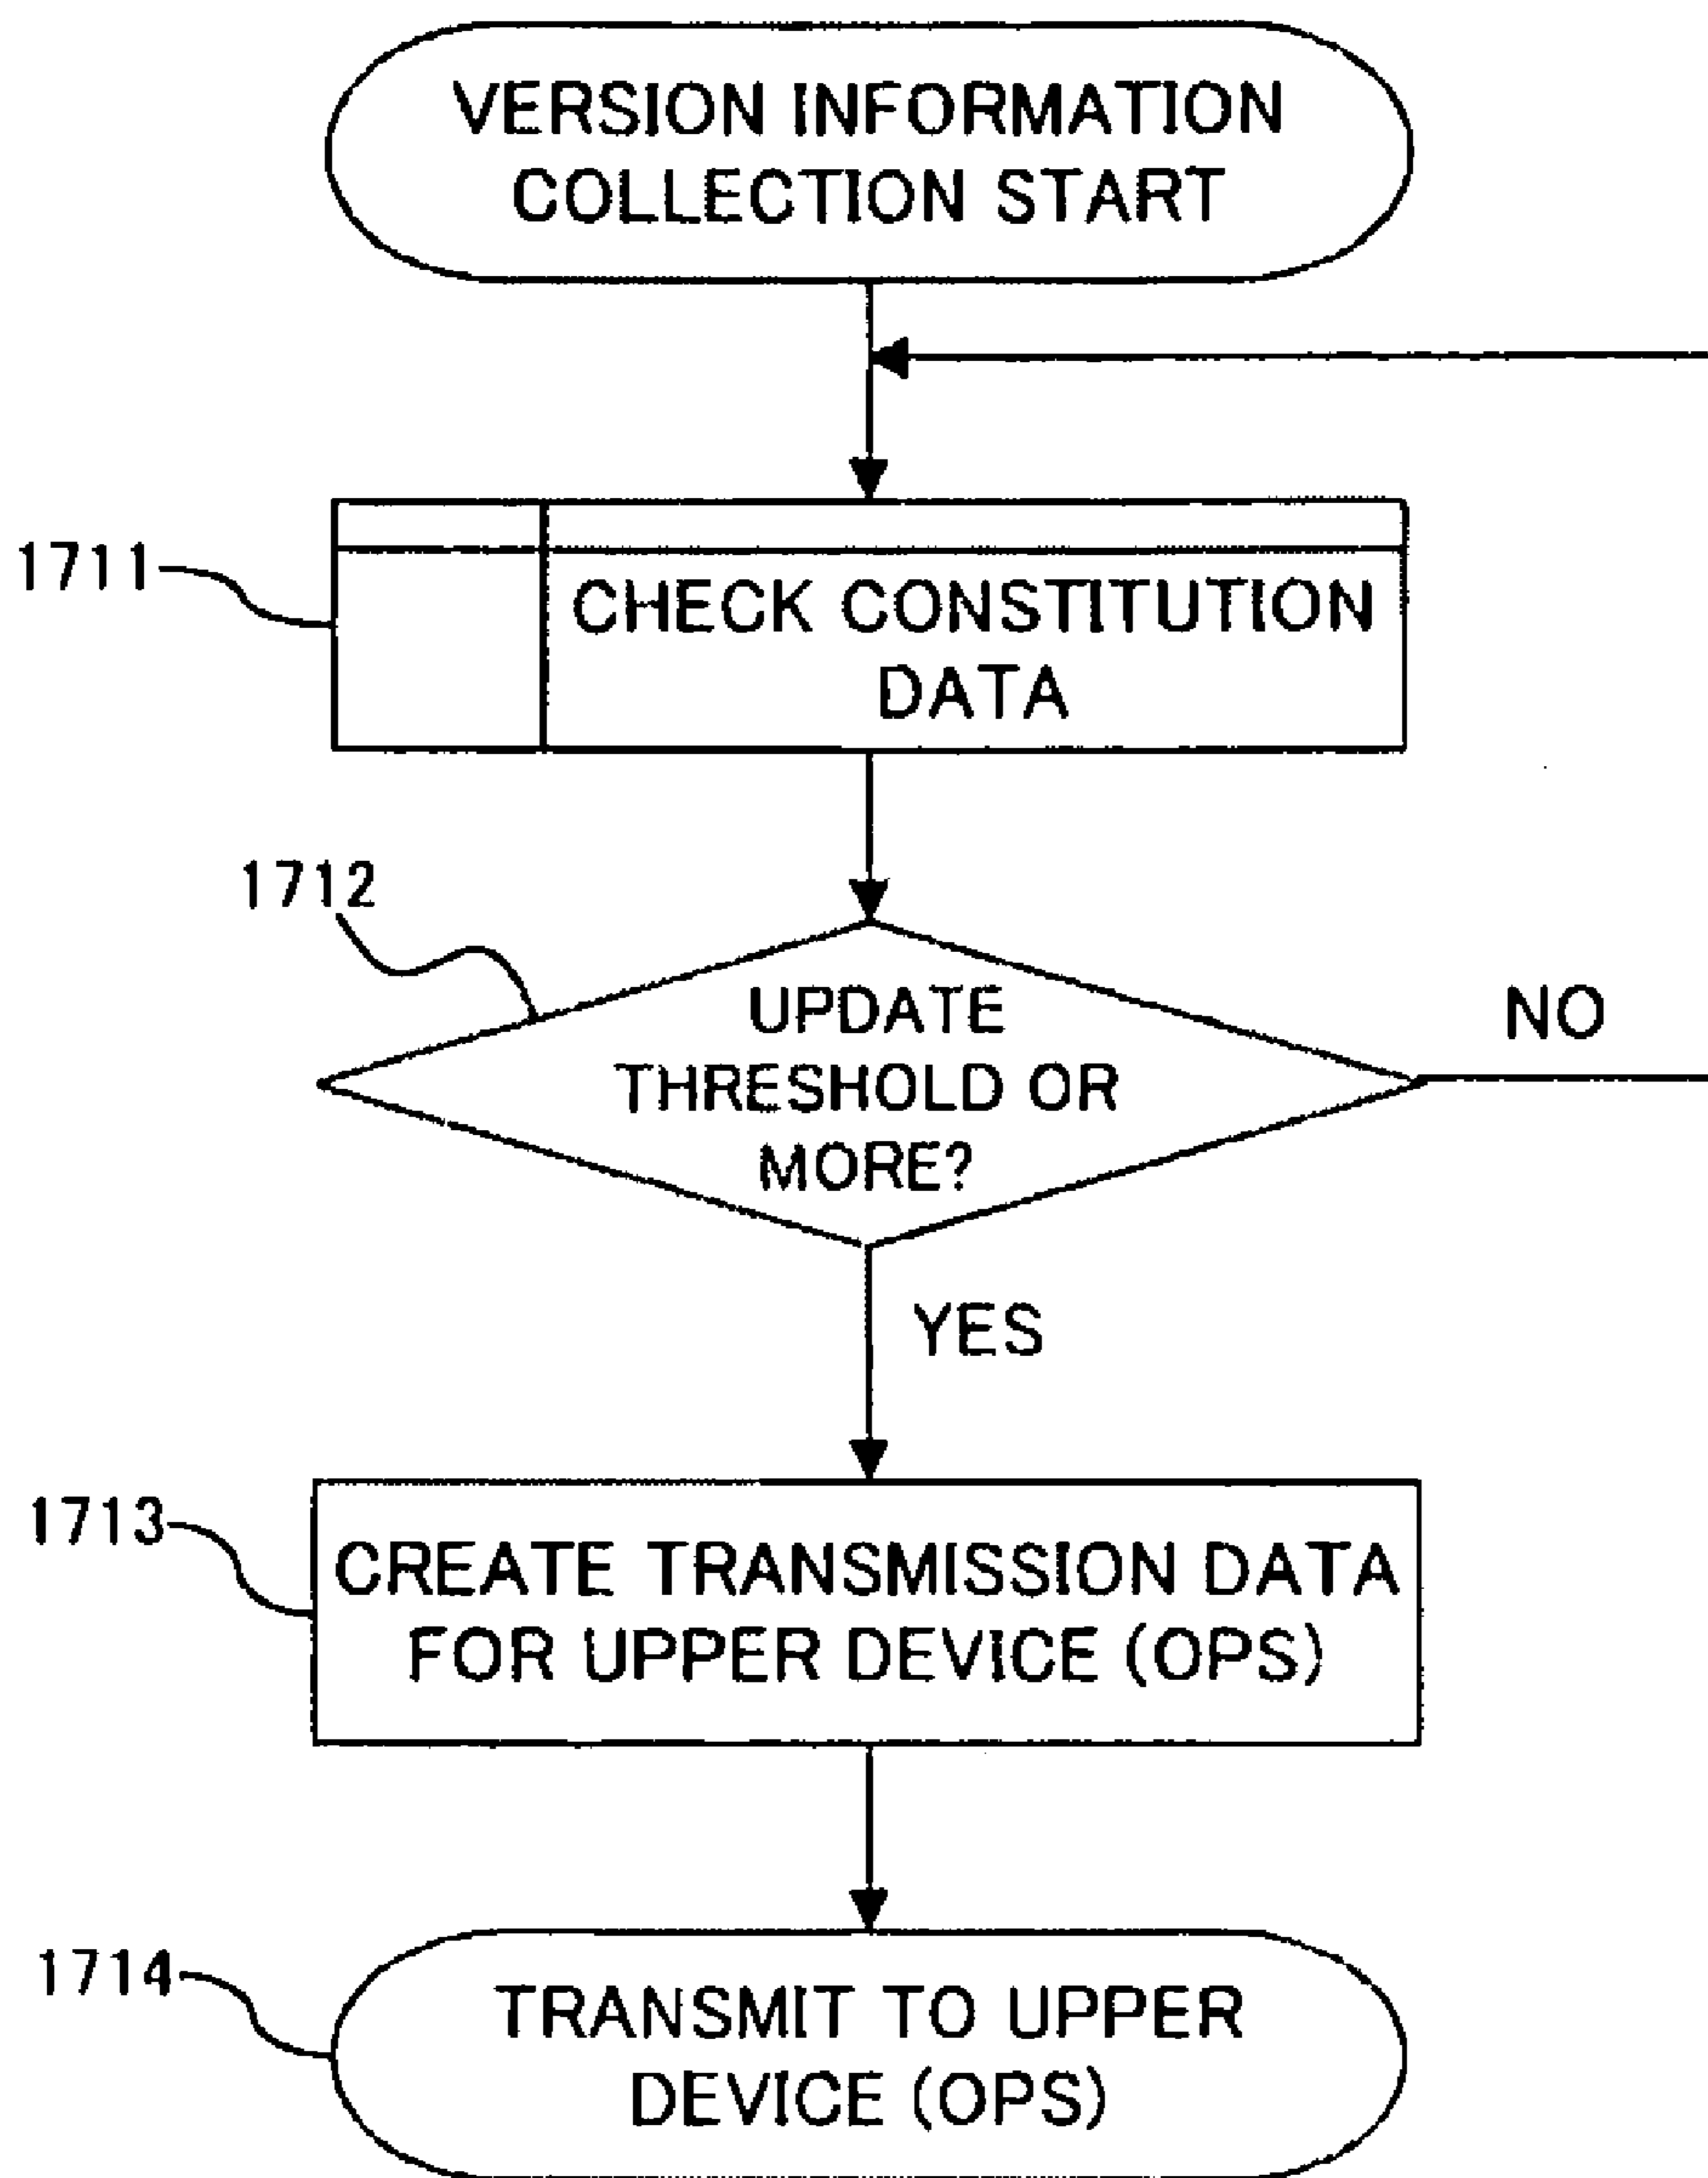 VERSION INFORMATION
COLLECTION START
1711
CHECK CONSTITUTION
DATA
1712
UPDATE
THRESHOLD OR
MORE?
NO
YES
1713
CREATE TRANSMISSION DATA
FOR UPPER DEVICE (OPS)
1714
TRANSMIT TO UPPER
DEVICE (OPS)